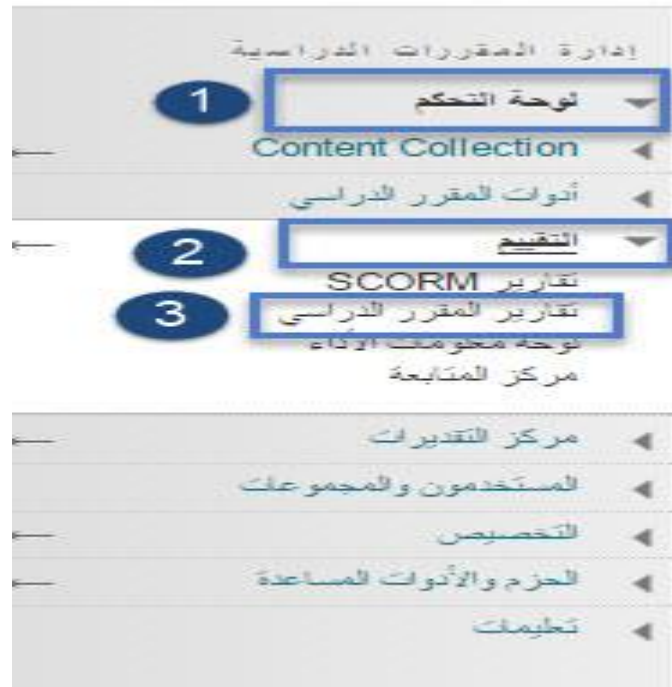 إدارة المقررات الدراسية
1 لوحة التحكم
Content Collection
أدوات المقرر الدراسي
2 التقييم
تقارير SCORM
3 تقارير المقرر الدراسي
لوحة معلومات الأداء
مركز المتابعة
مركز التقديرات
المستخدمون والمجموعات
التخصيص
الحزم والأدوات المساعدة
تعليمات